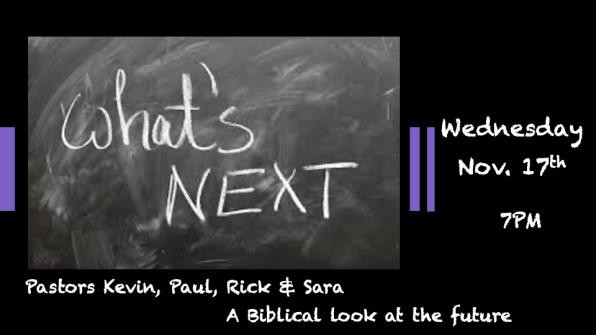 what's
NEXT
Wednesday
Nov. 17th
7PM
Pastors Kevin, Paul, Rick & Sara
A Biblical look at the future